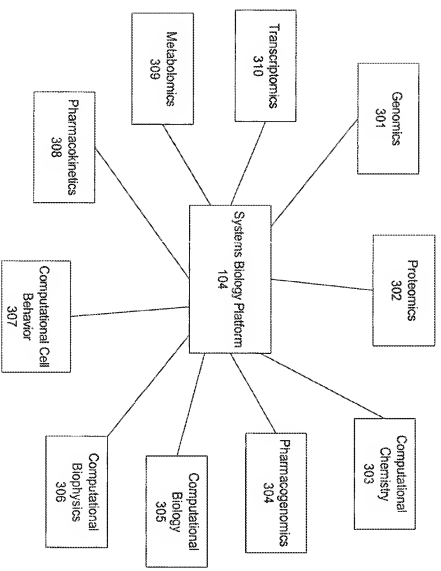 Genomics
301
Proteomics
302
Computational
Chemistry
303
Pharmacogenomics
304
Computational
Biology
305
Computational
Biophysics
306
Computational Cell
Behavior
307
Pharmacokinetics
308
Metabolomics
309
Transcriptomics
310
Systems Biology Platform
104